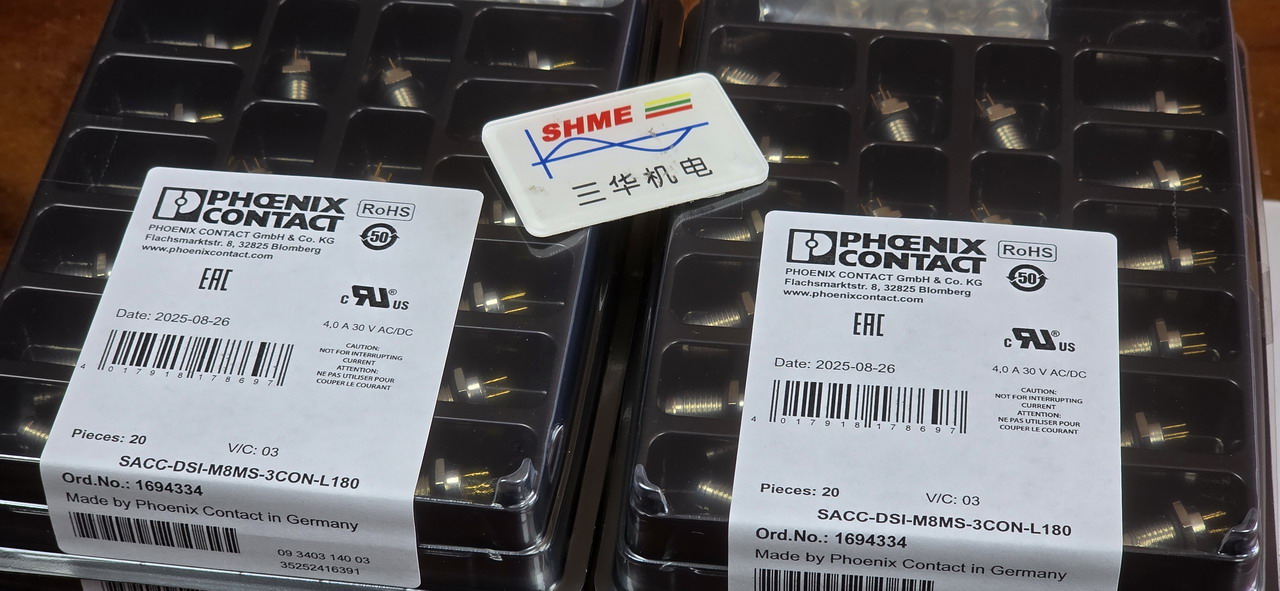 SHME
三华机电
PHŒNIX
CONTACT
RoHS
PHOENIX CONTACT GmbH & Co. KG
Flachsmarktstr. 8, 32825 Blomberg
www.phoenixcontact.com
50
EAC
c RU US
Date: 2025-08-26
4,0 A 30 V AC/DC
CAUTION:
NOT FOR INTERRUPTING
CURRENT
ATTENTION:
NE PAS UTILISER POUR
COUPER LE COURANT
4 017918 178697
Pieces: 20
V/C: 03
SACC-DSI-M8MS-3CON-L180
Ord.No.: 1694334
Made by Phoenix Contact in Germany
09 3403 140 03
35252416391
PHŒNIX
CONTACT
RoHS
PHOENIX CONTACT GmbH & Co. KG
Flachsmarktstr. 8, 32825 Blomberg
www.phoenixcontact.com
50
EAC
c RU US
Date: 2025-08-26
4,0 A 30 V AC/DC
CAUTION:
NOT FOR INTERRUPTING
CURRENT
ATTENTION:
NE PAS UTILISER POUR
COUPER LE COURANT
4 017918 178697
Pieces: 20
V/C: 03
SACC-DSI-M8MS-3CON-L180
Ord.No.: 1694334
Made by Phoenix Contact in Germany